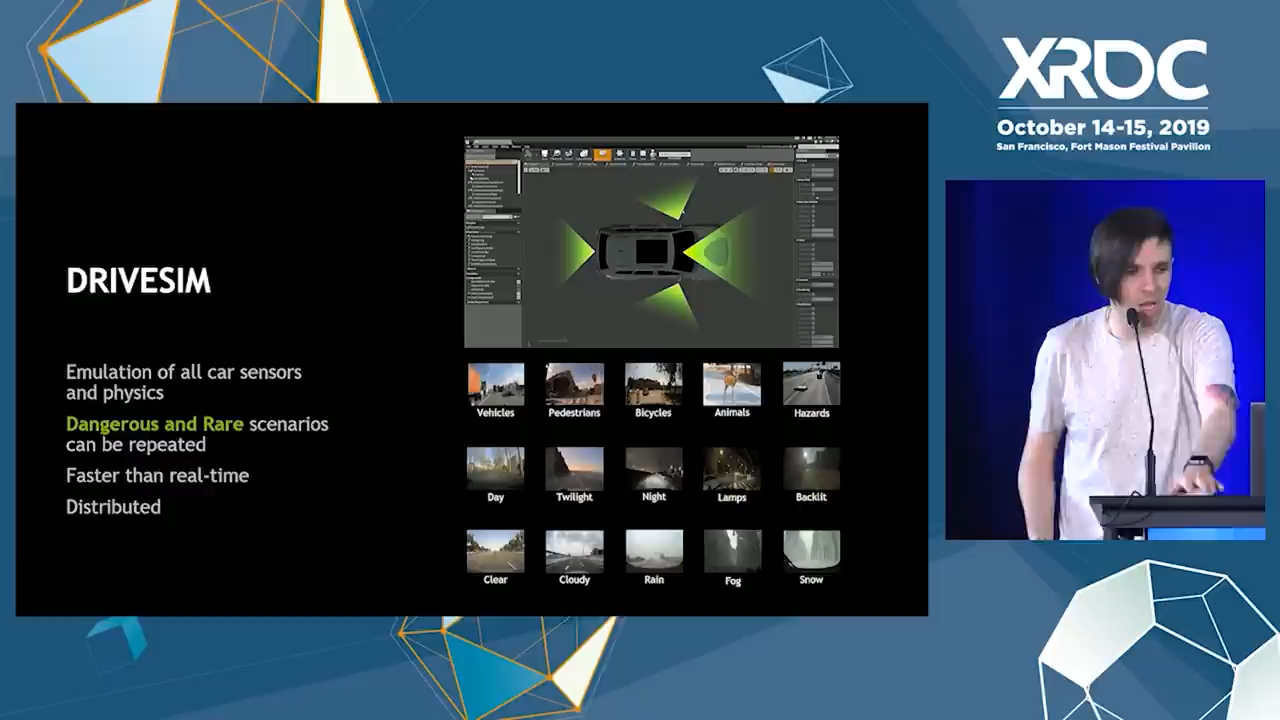 XRDC
October 14-15, 2019
San Francisco, Fort Mason Festival Pavilion
DRIVESIM
Emulation of all car sensors
and physics
Dangerous and Rare scenarios
can be repeated
Faster than real-time
Distributed
Vehicles Pedestrians Bicycles Animals Hazards
Day Twilight Night Lamps Backlit
Clear Cloudy Rain Fog Snow